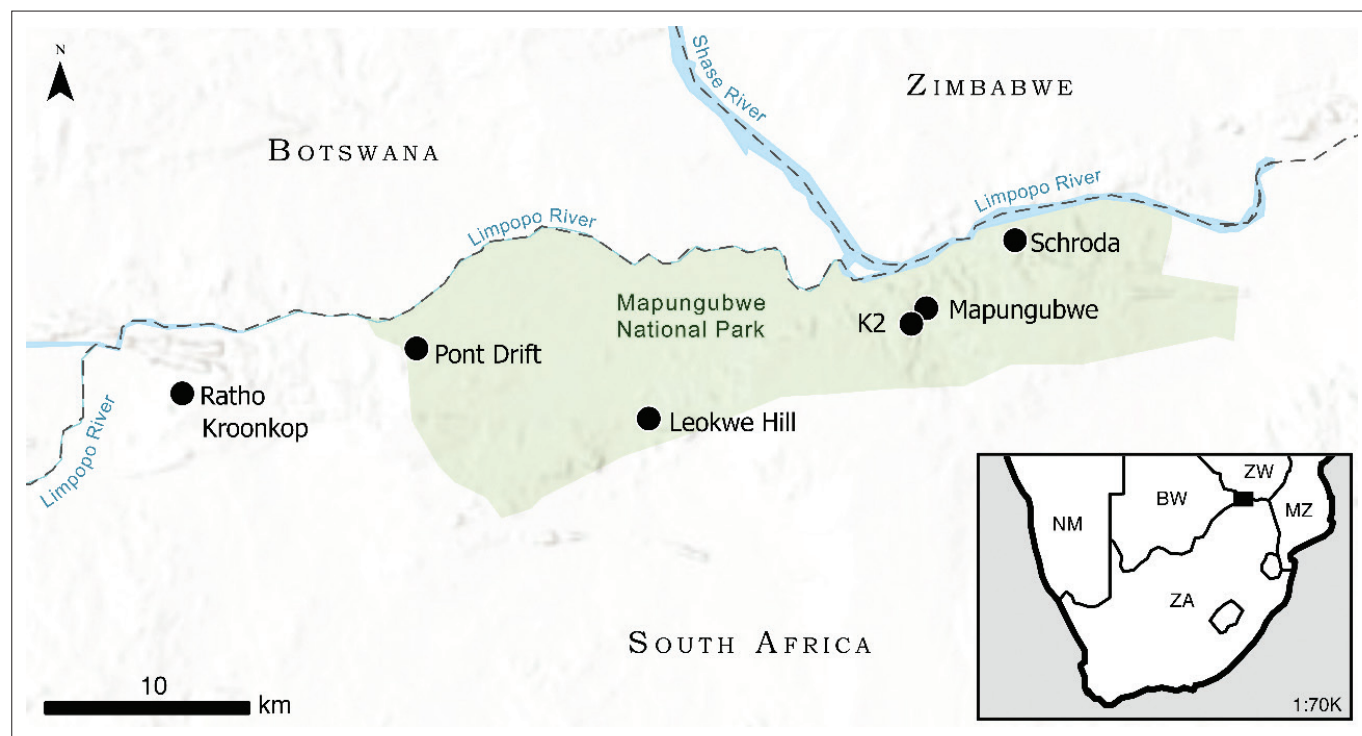 N
BOTSWANA
ZIMBABWE
Shase River
Limpopo River
Limpopo River
Schroda
Mapungubwe
National Park
Mapungubwe
K2
Pont Drift
Ratho
Kroonkop
Leokwe Hill
Limpopo River
SOUTH AFRICA
10
km
ZW
BW
MZ
NM
ZA
1:70K